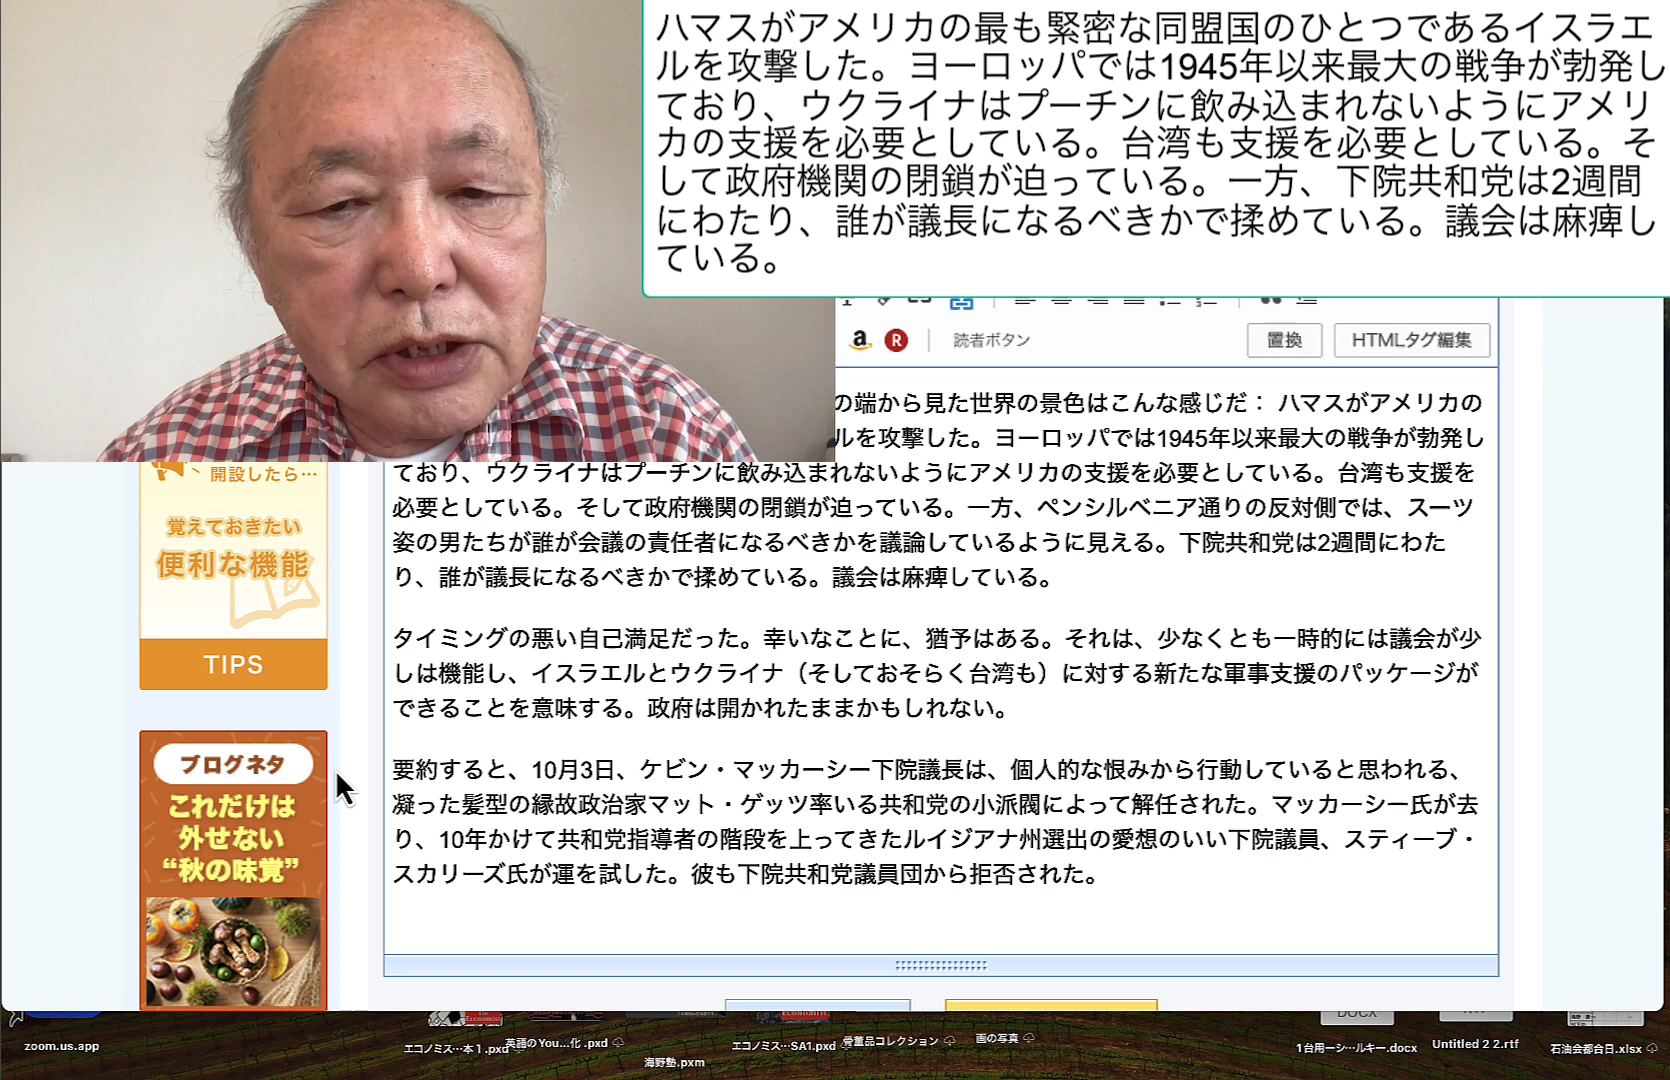 ハマスがアメリカの最も緊密な同盟国のひとつであるイスラエ
ルを攻撃した。ヨーロッパでは1945年以来最大の戦争が勃発し
ており、ウクライナはプーチンに飲み込まれないようにアメリ
カの支援を必要としている。台湾も支援を必要としている。そ
して政府機関の閉鎖が迫っている。一方、下院共和党は2週間
にわたり、誰が議長になるべきかで揉めている。議会は麻痺し
ている。
a R 読者ボタン 置換 HTMLタグ編集
の端から見た世界の景色はこんな感じだ： ハマスがアメリカの
ルを攻撃した。ヨーロッパでは1945年以来最大の戦争が勃発し
ており、ウクライナはプーチンに飲み込まれないようにアメリカの支援を必要としている。台湾も支援を
必要としている。そして政府機関の閉鎖が迫っている。一方、ペンシルベニア通りの反対側では、スーツ
姿の男たちが誰が会議の責任者になるべきかを議論しているように見える。下院共和党は2週間にわた
り、誰が議長になるべきかで揉めている。議会は麻痺している。
タイミングの悪い自己満足だった。幸いなことに、猶予はある。それは、少なくとも一時的には議会が少
しは機能し、イスラエルとウクライナ（そしておそらく台湾も）に対する新たな軍事支援のパッケージが
できることを意味する。政府は開かれたままかもしれない。
要約すると、10月3日、ケビン・マッカーシー下院議長は、個人的な恨みから行動していると思われる、
凝った髪型の縁故政治家マット・ゲッツ率いる共和党の小派閥によって解任された。マッカーシー氏が去
り、10年かけて共和党指導者の階段を上ってきたルイジアナ州選出の愛想のいい下院議員、スティーブ・
スカリーズ氏が運を試した。彼も下院共和党議員団から拒否された。
開設したら…
覚えておきたい
便利な機能
TIPS
ブログネタ
これだけは
外せない
“秋の味覚”
Economist
DOCX
zoom.us.app
エコノミス…本１.pxd
英語のYou…化 .pxd
海野塾.pxm
エコノミス…SA1.pxd
骨董品コレクション
画の写真
1台用ーシ…ルキー.docx
Untitled 2 2.rtf
石油会都合日.xlsx